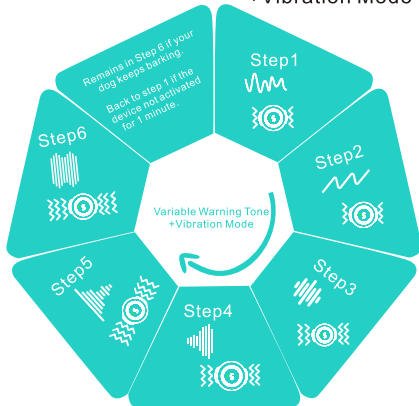 +Vibration Mode
Step1
Step2
Step3
Step4
Step5
Step6
Remains in Step 6 if your
dog keeps barking.
Back to step 1 if the
device not activated
for 1 minute.
Variable Warning Tone
+Vibration Mode